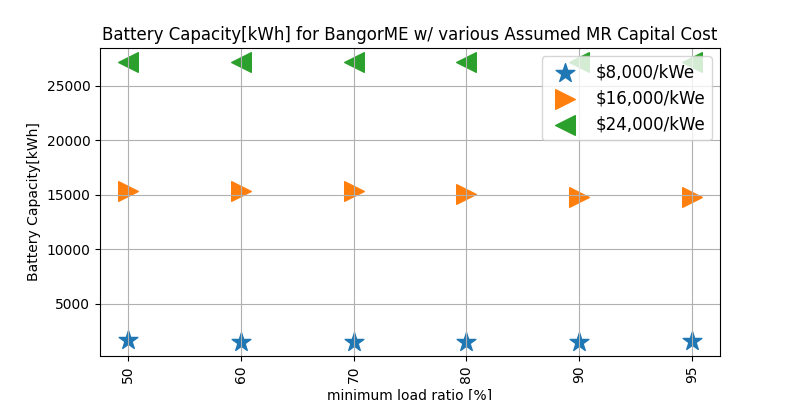 Battery Capacity[kWh] for BangorME w/ various Assumed MR Capital Cost
$8,000/kWe
$16,000/kWe
$24,000/kWe
Battery Capacity[kWh]
25000
20000
15000
10000
5000
50
60
70
80
90
95
minimum load ratio [%]